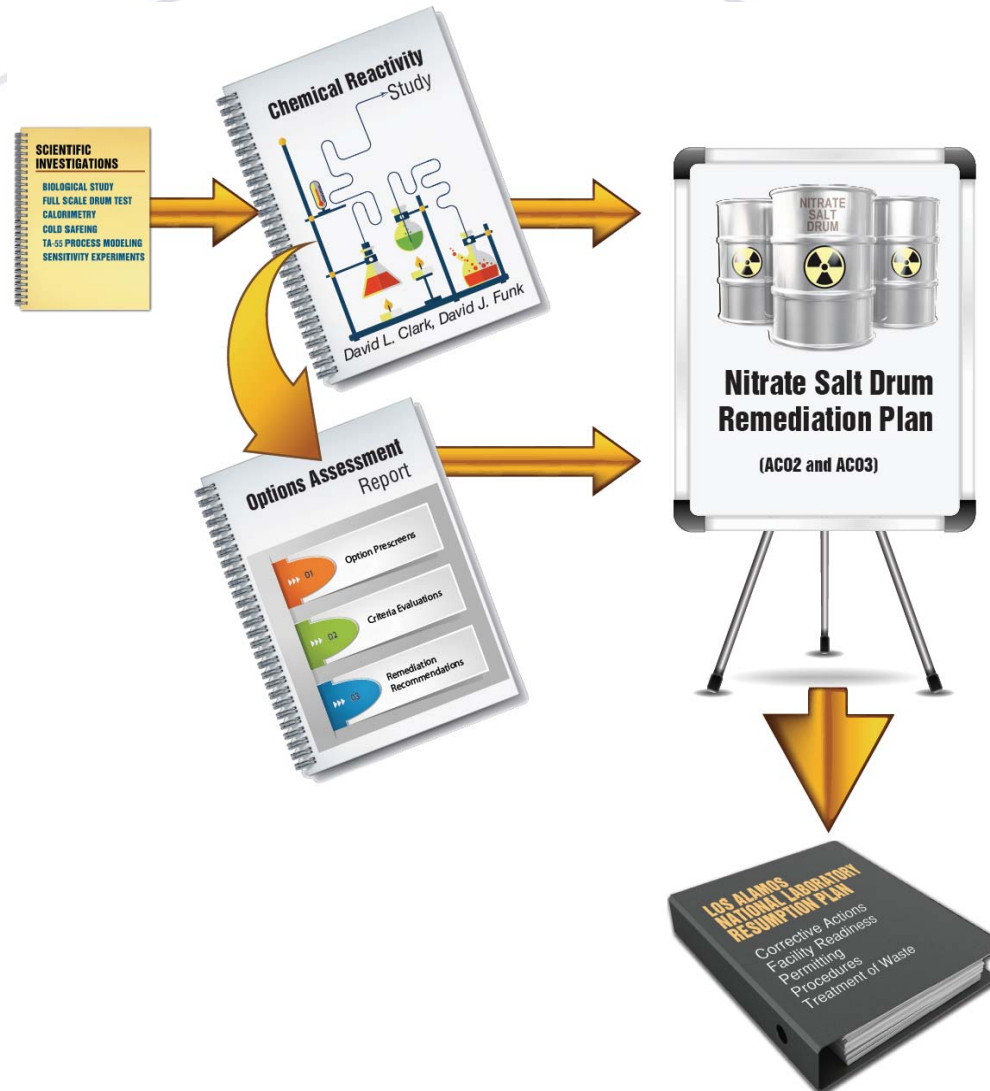 SCIENTIFIC
INVESTIGATIONS
BIOLOGICAL STUDY
FULL SCALE DRUM TEST
CALORIMETRY
COLD SAFEING
TA-55 PROCESS MODELING
SENSITIVITY EXPERIMENTS
Chemical Reactivity
Study
David L. Clark, David J. Funk
NITRATE
SALT
DRUM
Nitrate Salt Drum
Remediation Plan
(ACO2 and ACO3)
Options Assessment
Report
01
Option Prescreens
02
Criteria Evaluations
03
Remediation
Recommendations
LOS ALAMOS
NATIONAL LABORATORY
RESUMPTION PLAN
Corrective Actions
Facility Readiness
Permitting
Procedures
Treatment of Waste